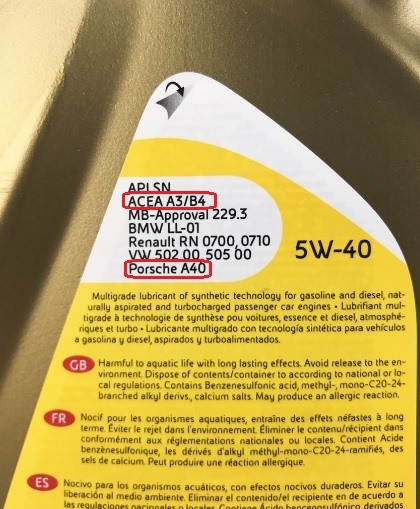 API SN
ACEA A3/B4
MB-Approval 229.3
BMW LL-01
Renault RN 0700, 0710
VW 502 00, 505 00
Porsche A40
5W-40
Multigrade lubricant of synthetic technology for gasoline and diesel, nat-
urally aspirated and turbocharged passenger car engines • Lubrifiant mul-
tigrade à technologie de synthèse pou voitures, essence et diesel, atmosphé-
riques et turbo • Lubricante multigrado con tecnología sintética para vehículos
a gasolina y diesel, aspirados y turboalimentados.
GB Harmful to aquatic life with long lasting effects. Avoid release to the en-
vironment. Dispose of contents/container to according to national or lo-
cal regulations. Contains Benzenesulfonic acid, methyl-, mono-C20-24-
branched alkyl derivs., calcium salts. May produce an allergic reaction.
FR Nocif pour les organismes aquatiques, entraîne des effets néfastes à long
terme. Éviter le rejet dans l'environnement. Éliminer le contenu/récipient dans
conformément aux réglementations nationales ou locales. Contient Acide
benzènesulfonique, les dérivés d'alkyl méthyl-mono-C20-24-ramifiés, des
sels de calcium. Peut produire une réaction allergique.
ES Nocivo para los organismos acuáticos, con efectos nocivos duraderos. Evitar su
liberación al medio ambiente. Eliminar el contenido/el recipiente en de acuerdo a
las regulaciones nacionales o locales. Contiene Ácido bencenosulfónico